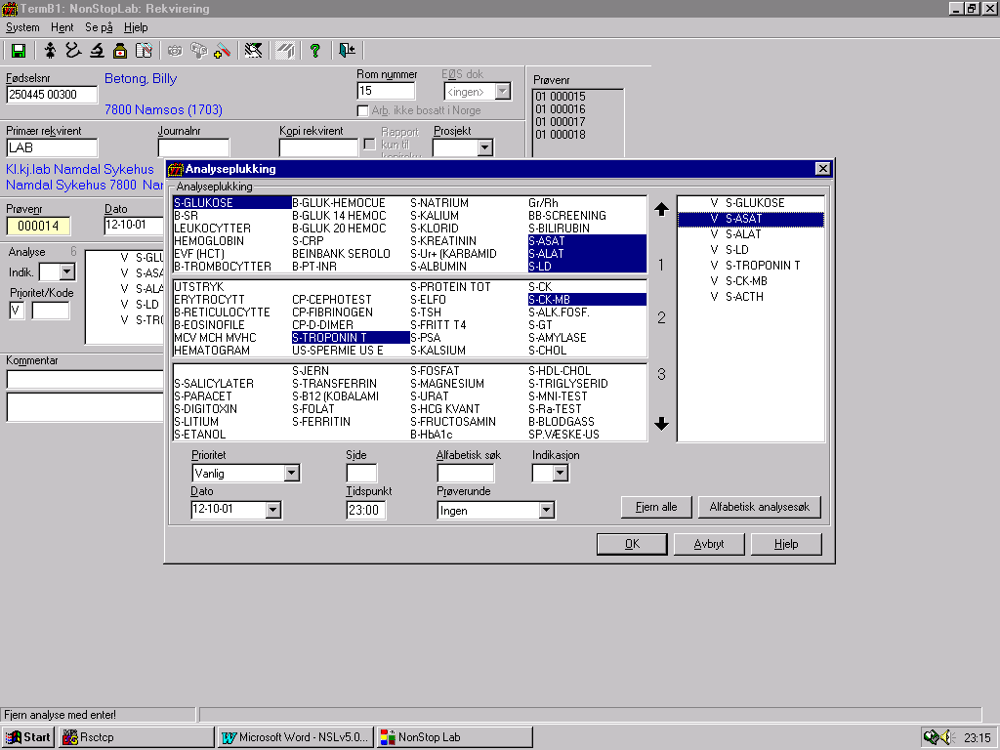 TermB1: NonStopLab: Rekvirering
System Hent Se på Hjelp
Fødselsnr
250445 00300
Betong, Billy
7800 Namsos (1703)
Rom nummer
15
EØS dok
<ingen>
Arb. ikke bosatt i Norge
Prøvenr
01 000015
01 000016
01 000017
01 000018
Primær rekvirent
LAB
Journalnr
Kopi rekvirent
Rapport
kun til
Prosjekt
Kl.kj.lab Namdal Sykehus
Namdal Sykehus 7800 Nam
Prøvenr
000014
Dato
12-10-01
Analyse 6
Indik.
Prioritet/Kode
V
V S-GLU
V S-ASA
V S-ALA
V S-LD
V S-TRO
Kommentar
Analyseplukking
Analyseplukking
S-GLUKOSE B-GLUK-HEMOCUE S-NATRIUM Gr/Rh
B-SR B-GLUK 14 HEMOC S-KALIUM BB-SCREENING
LEUKOCYTTER B-GLUK 20 HEMOC S-KLORID S-BILIRUBIN
HEMOGLOBIN S-CRP S-KREATININ S-ASAT
EVF (HCT) BEINBANK SEROLO S-Ur+ (KARBAMID S-ALAT
B-TROMBOCYTTER B-PT-INR S-ALBUMIN S-LD
1
UTSTRYK S-PROTEIN TOT S-CK
ERYTROCYTT CP-CEPHOTEST S-ELFO S-CK-MB
B-RETICULOCYTTE CP-FIBRINOGEN S-TSH S-ALK.FOSF.
B-EOSINOFILE CP-D-DIMER S-FRITT T4 S-GT
MCV MCH MVHC S-TROPONIN T S-PSA S-AMYLASE
HEMATOGRAM US-SPERMIE US E S-KALSIUM S-CHOL
2
S-JERN S-FOSFAT S-HDL-CHOL
S-SALICYLATER S-TRANSFERRIN S-MAGNESIUM S-TRIGLYSERID
S-PARACET S-B12 (KOBALAMI S-URAT S-MNI-TEST
S-DIGITOXIN S-FOLAT S-HCG KVANT S-Ra-TEST
S-LITIUM S-FERRITIN S-FRUCTOSAMIN B-BLODGASS
S-ETANOL B-HbA1c SP.VÆSKE-US
3
V S-GLUKOSE
V S-ASAT
V S-ALAT
V S-LD
V S-TROPONIN T
V S-CK-MB
V S-ACTH
Prioritet Side Alfabetisk søk Indikasjon
Vanlig
Dato Tidspunkt Prøverunde
12-10-01 23:00 Ingen
Fjern alle Alfabetisk analysesøk
OK Avbryt Hjelp
Fjern analyse med enter!
Start Rsctcp Microsoft Word - NSLv5.0... NonStop Lab 23:15